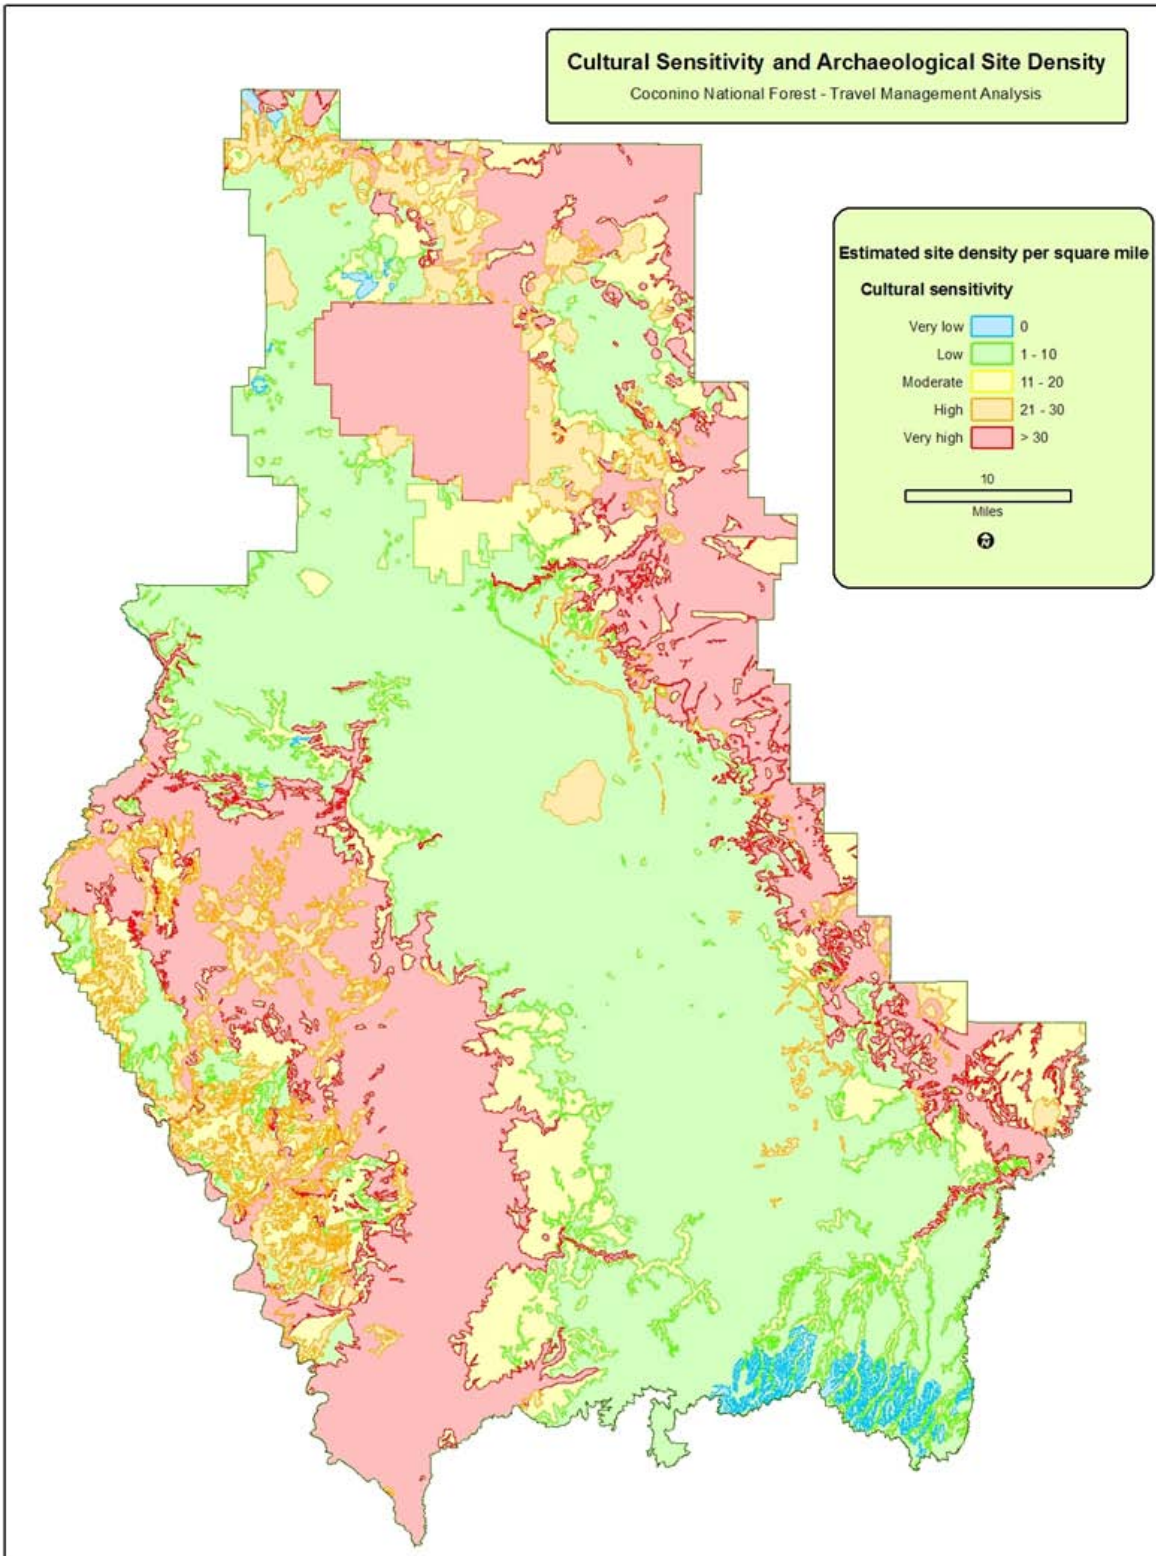 Cultural Sensitivity and Archaeological Site Density
Coconino National Forest - Travel Management Analysis
Estimated site density per square mile
Cultural sensitivity
Very low 0
Low 1 - 10
Moderate 11 - 20
High 21 - 30
Very high > 30
10
Miles
N